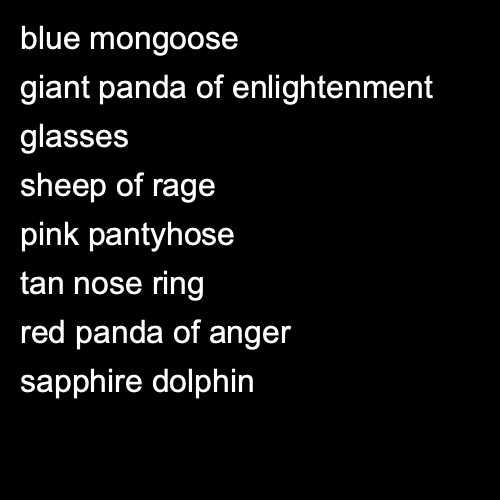 blue mongoose
giant panda of enlightenment
glasses
sheep of rage
pink pantyhose
tan nose ring
red panda of anger
sapphire dolphin